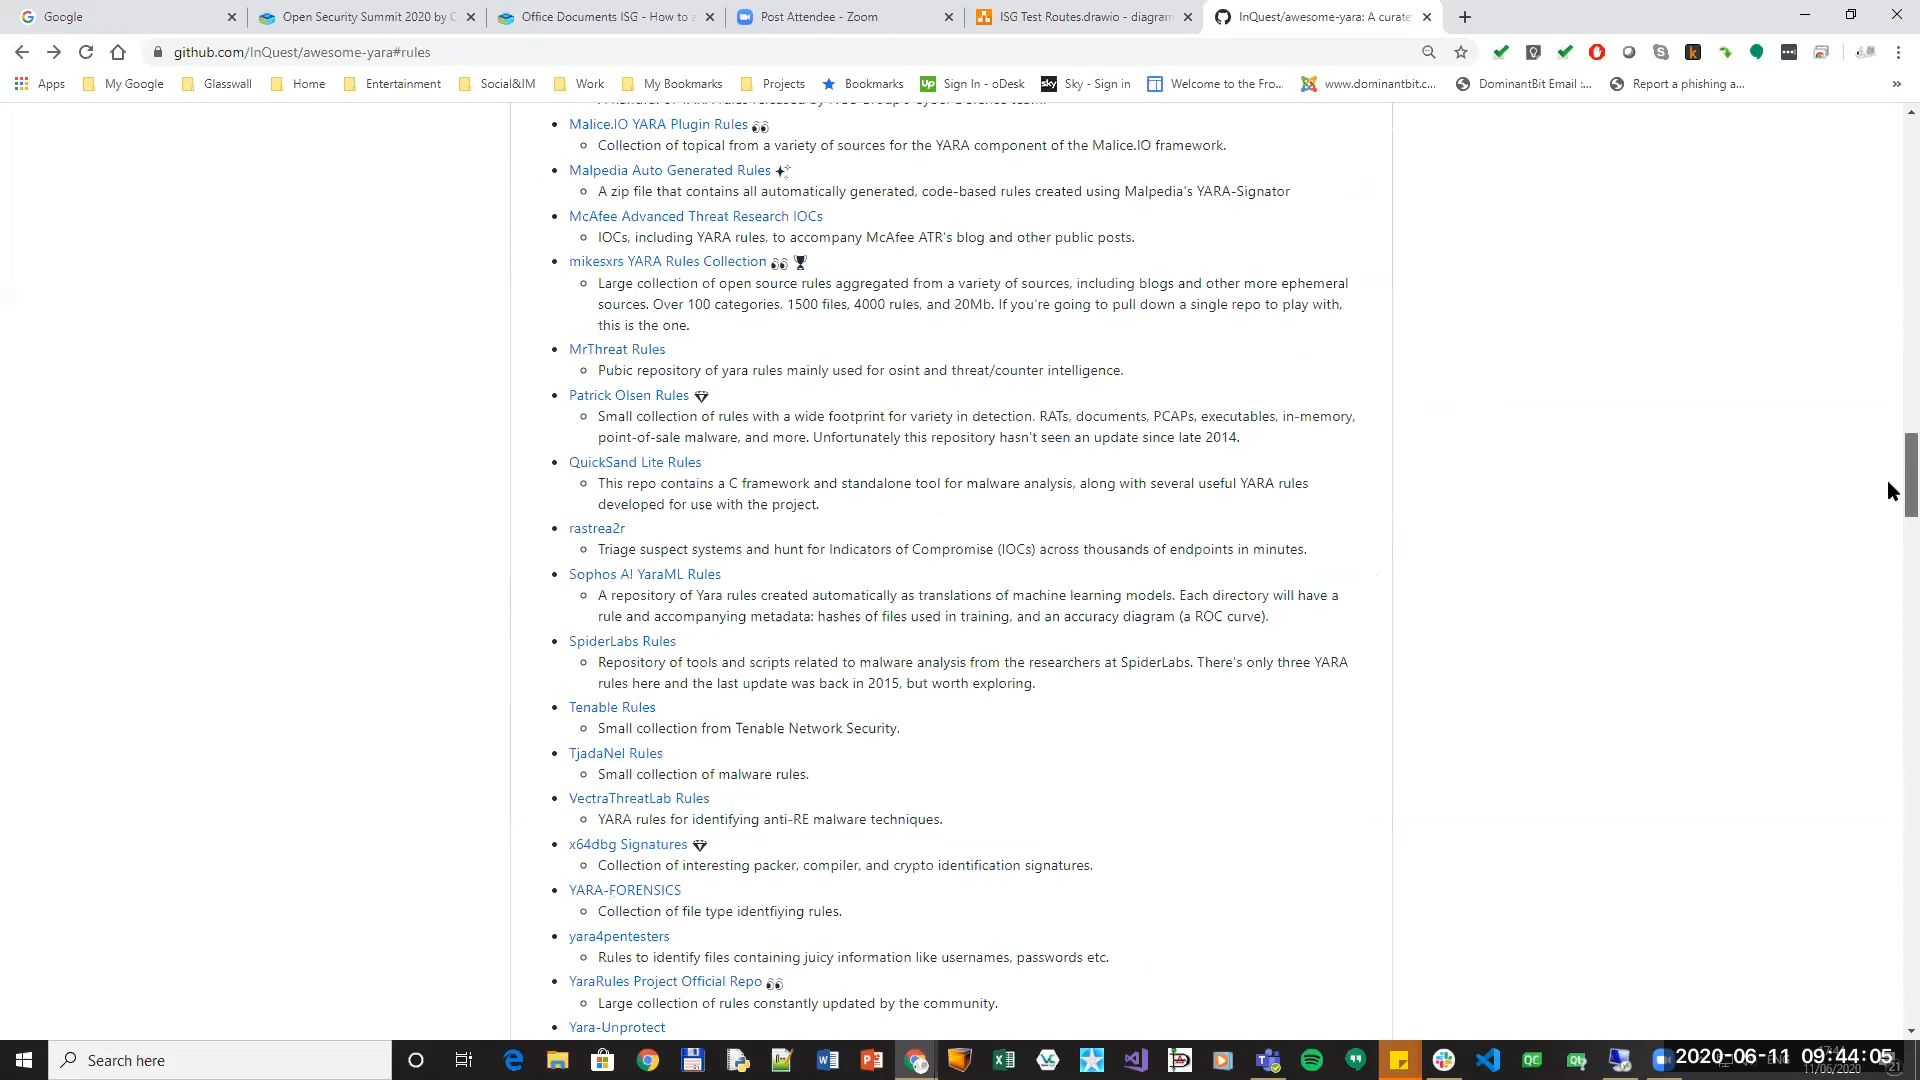 Google
Open Security Summit 2020 by C
Office Documents ISG - How to a
Post Attendee - Zoom
ISG Test Routes.drawio - diagram
InQuest/awesome-yara: A curate
github.com/InQuest/awesome-yara#rules
Apps
My Google
Glasswall
Home
Entertainment
Social&IM
Work
My Bookmarks
Projects
Bookmarks
Sign In - oDesk
Sky - Sign in
Welcome to the Fro...
www.dominantbit.c...
DominantBit Email :...
Report a phishing a...
Malice.IO YARA Plugin Rules
Collection of topical from a variety of sources for the YARA component of the Malice.IO framework.
Malpedia Auto Generated Rules
A zip file that contains all automatically generated, code-based rules created using Malpedia's YARA-Signator
McAfee Advanced Threat Research IOCs
IOCs, including YARA rules, to accompany McAfee ATR's blog and other public posts.
mikesxrs YARA Rules Collection
Large collection of open source rules aggregated from a variety of sources, including blogs and other more ephemeral
sources. Over 100 categories, 1500 files, 4000 rules, and 20Mb. If you're going to pull down a single repo to play with,
this is the one.
MrThreat Rules
Pubic repository of yara rules mainly used for osint and threat/counter intelligence.
Patrick Olsen Rules
Small collection of rules with a wide footprint for variety in detection. RATs, documents, PCAPs, executables, in-memory,
point-of-sale malware, and more. Unfortunately this repository hasn't seen an update since late 2014.
QuickSand Lite Rules
This repo contains a C framework and standalone tool for malware analysis, along with several useful YARA rules
developed for use with the project.
rastrea2r
Triage suspect systems and hunt for Indicators of Compromise (IOCs) across thousands of endpoints in minutes.
Sophos AI YaraML Rules
A repository of Yara rules created automatically as translations of machine learning models. Each directory will have a
rule and accompanying metadata: hashes of files used in training, and an accuracy diagram (a ROC curve).
SpiderLabs Rules
Repository of tools and scripts related to malware analysis from the researchers at SpiderLabs. There's only three YARA
rules here and the last update was back in 2015, but worth exploring.
Tenable Rules
Small collection from Tenable Network Security.
TjadaNel Rules
Small collection of malware rules.
VectraThreatLab Rules
YARA rules for identifying anti-RE malware techniques.
x64dbg Signatures
Collection of interesting packer, compiler, and crypto identification signatures.
YARA-FORENSICS
Collection of file type identfiying rules.
yara4pentesters
Rules to identify files containing juicy information like usernames, passwords etc.
YaraRules Project Official Repo
Large collection of rules constantly updated by the community.
Yara-Unprotect
Search here
2020-06-11 09:44:05
11/06/2020